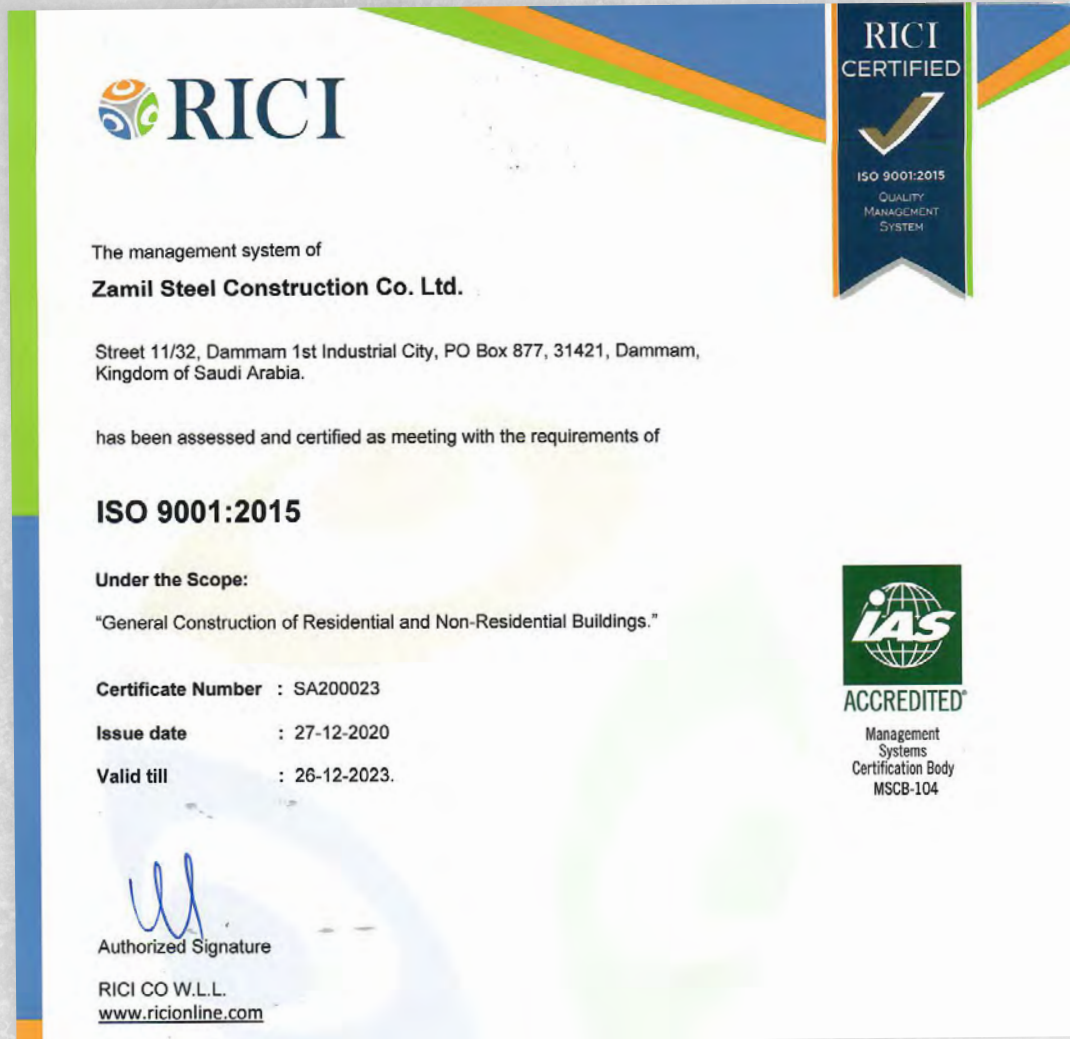 RICI
RICI
CERTIFIED
ISO 9001:2015
QUALITY
MANAGEMENT
SYSTEM
The management system of
Zamil Steel Construction Co. Ltd.
Street 11/32, Dammam 1st Industrial City, PO Box 877, 31421, Dammam,
Kingdom of Saudi Arabia.
has been assessed and certified as meeting with the requirements of
ISO 9001:2015
Under the Scope:
“General Construction of Residential and Non-Residential Buildings.”
Certificate Number : SA200023
Issue date : 27-12-2020
Valid till : 26-12-2023.
IAS
ACCREDITED®
Management
Systems
Certification Body
MSCB-104
Authorized Signature
RICI CO W.L.L.
www.ricionline.com